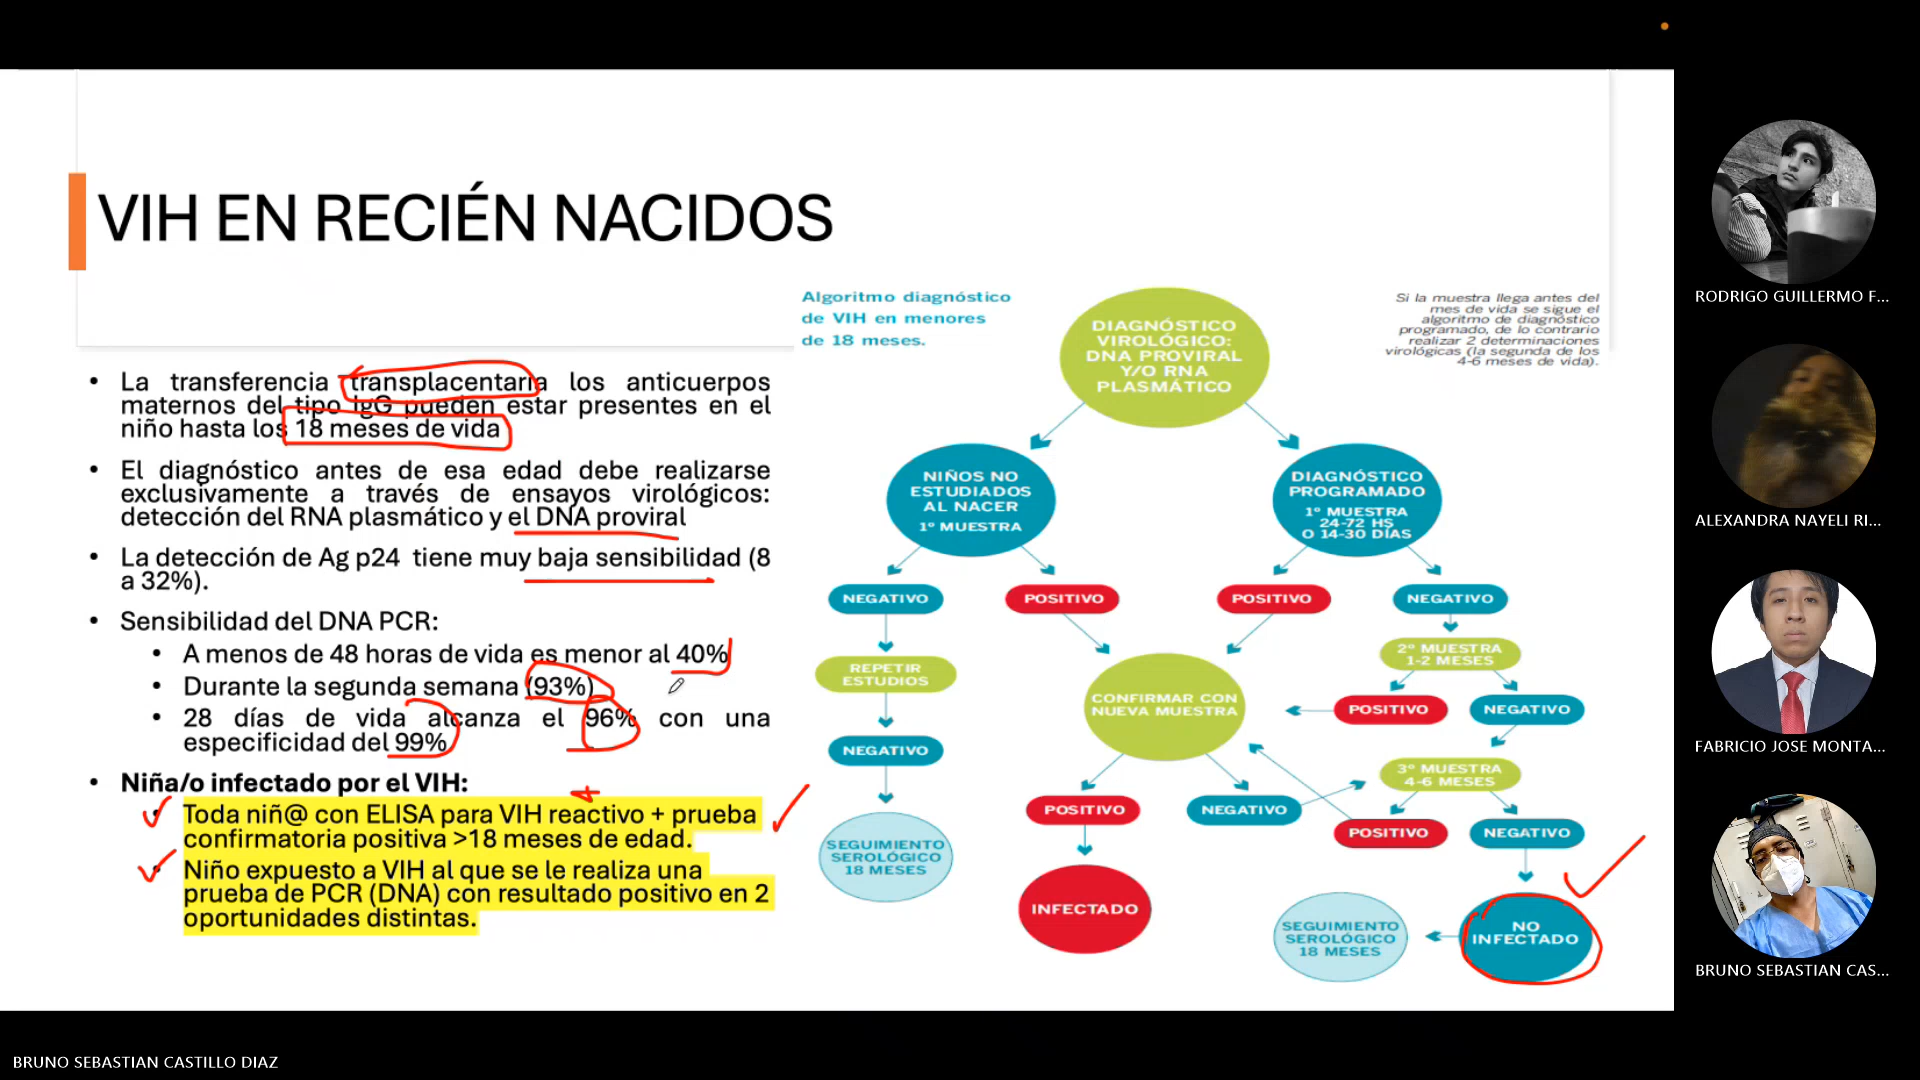 VIH EN RECIÉN NACIDOS
• La transferencia transplacentaria los anticuerpos
maternos del tipo IgG pueden estar presentes en el
niño hasta los 18 meses de vida
• El diagnóstico antes de esa edad debe realizarse
exclusivamente a través de ensayos virológicos:
detección del RNA plasmático y el DNA proviral
• La detección de Ag p24 tiene muy baja sensibilidad (8
a 32%).
• Sensibilidad del DNA PCR:
• A menos de 48 horas de vida es menor al 40%
• Durante la segunda semana (93%)
• 28 días de vida alcanza el 96% con una
especificidad del 99%
• Niña/o infectado por el VIH:
Toda niñ@ con ELISA para VIH reactivo + prueba
confirmatoria positiva >18 meses de edad.
Niño expuesto a VIH al que se le realiza una
prueba de PCR (DNA) con resultado positivo en 2
oportunidades distintas.
Algoritmo diagnóstico
de VIH en menores
de 18 meses.
Si la muestra llega antes del
mes de vida se sigue el
algoritmo de diagnóstico
programado, de lo contrario
realizar 2 determinaciones
virológicas (la segunda de los
4-6 meses de vida).
DIAGNÓSTICO
VIROLÓGICO:
DNA PROVIRAL
Y/O RNA
PLASMÁTICO
NIÑOS NO
ESTUDIADOS
AL NACER
1º MUESTRA
DIAGNÓSTICO
PROGRAMADO
1º MUESTRA
24-72 HS
O 14-30 DÍAS
NEGATIVO
POSITIVO
POSITIVO
NEGATIVO
REPETIR
ESTUDIOS
CONFIRMAR CON
NUEVA MUESTRA
2º MUESTRA
1-2 MESES
POSITIVO
NEGATIVO
NEGATIVO
3º MUESTRA
4-6 MESES
POSITIVO
NEGATIVO
POSITIVO
NEGATIVO
SEGUIMIENTO
SEROLÓGICO
18 MESES
INFECTADO
SEGUIMIENTO
SEROLÓGICO
18 MESES
NO
INFECTADO
RODRIGO GUILLERMO F...
ALEXANDRA NAYELI RI...
FABRICIO JOSE MONTA...
BRUNO SEBASTIAN CAS...
BRUNO SEBASTIAN CASTILLO DIAZ